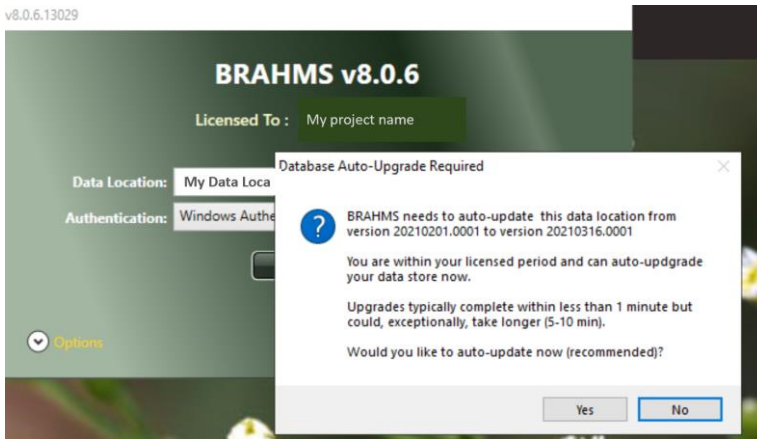 v8.0.6.13029
BRAHMS v8.0.6
Licensed To : My project name
Data Location: My Data Loca
Authentication: Windows Authe
Options
Database Auto-Upgrade Required
BRAHMS needs to auto-update this data location from
version 20210201.0001 to version 20210316.0001
You are within your licensed period and can auto-updgrade
your data store now.
Upgrades typically complete within less than 1 minute but
could, exceptionally, take longer (5-10 min).
Would you like to auto-update now (recommended)?
Yes No